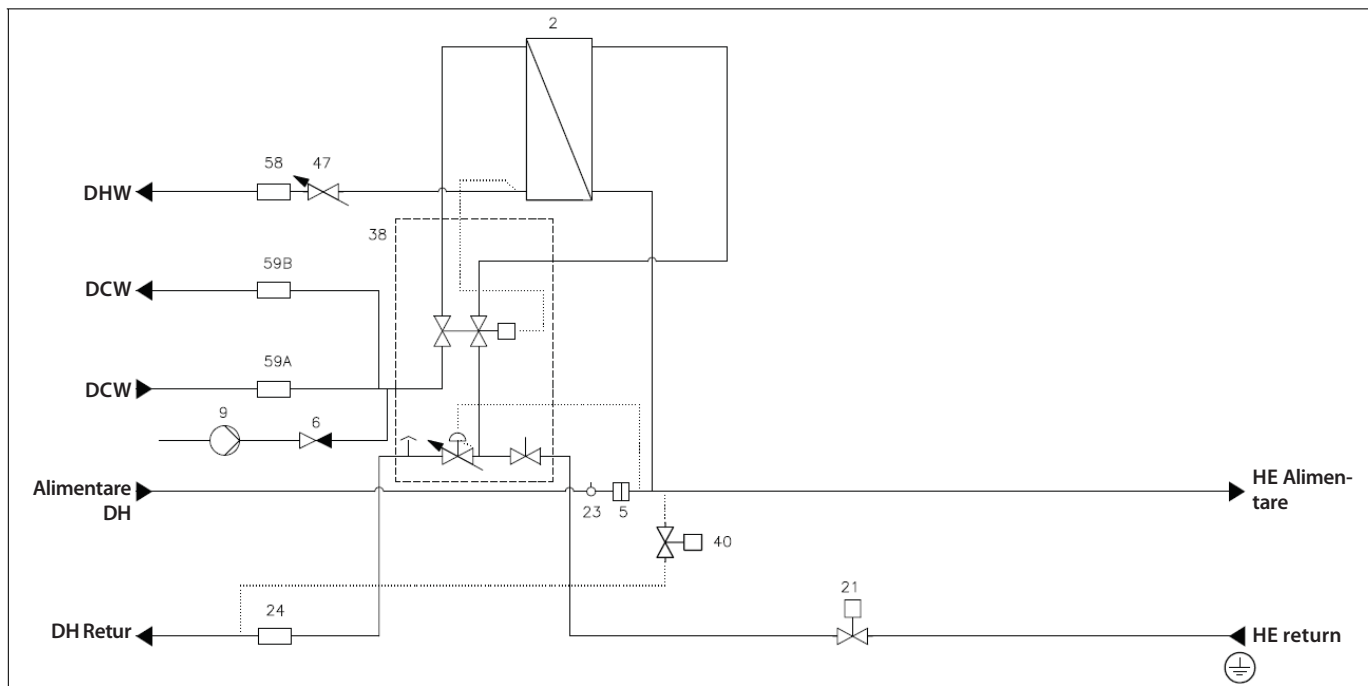 2
58
47
DHW
38
59B
DCW
59A
DCW
9
6
Alimentare
DH
HE Alimen-
tare
23
5
40
21
24
DH Retur
HE return